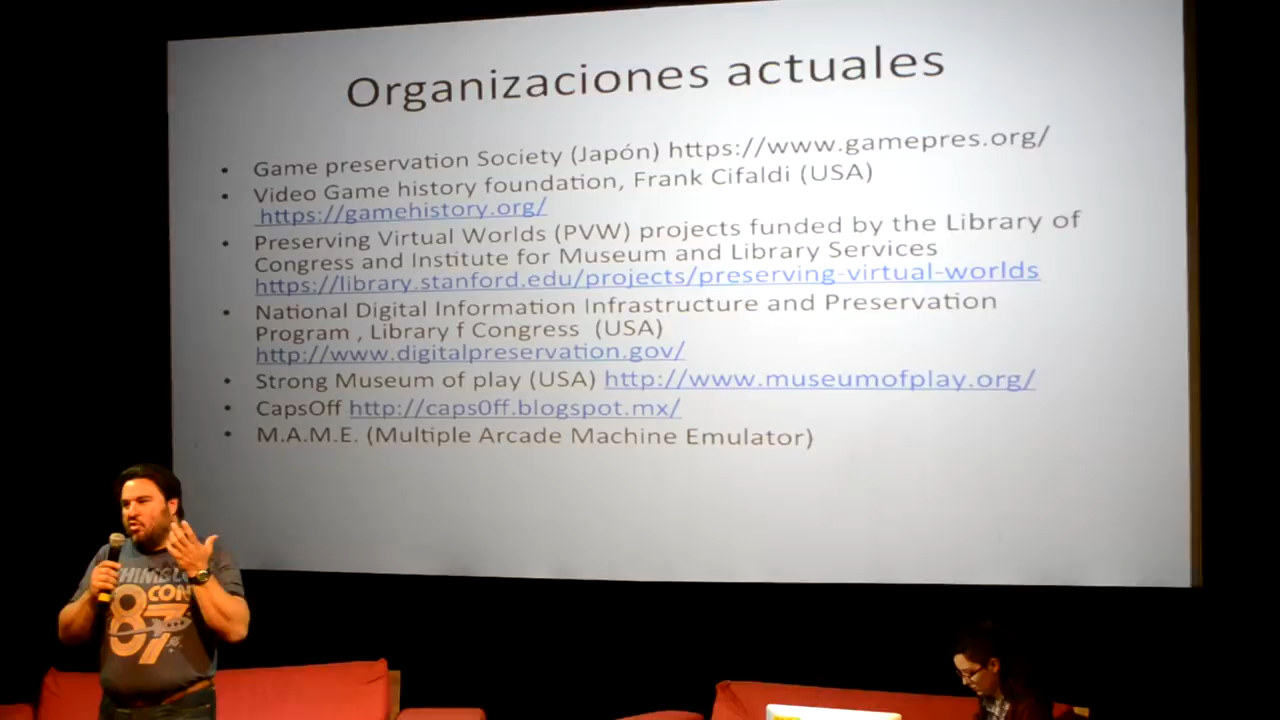 Organizaciones actuales
• Game preservation Society (Japón) https://www.gamepres.org/
• Video Game history foundation, Frank Cifaldi (USA)
https://gamehistory.org/
• Preserving Virtual Worlds (PVW) projects funded by the Library of
Congress and Institute for Museum and Library Services
https://library.stanford.edu/projects/preserving-virtual-worlds
• National Digital Information Infrastructure and Preservation
Program , Library f Congress (USA)
http://www.digitalpreservation.gov/
• Strong Museum of play (USA) http://www.museumofplay.org/
• CapsOff http://caps0ff.blogspot.mx/
• M.A.M.E. (Multiple Arcade Machine Emulator)
CON
87